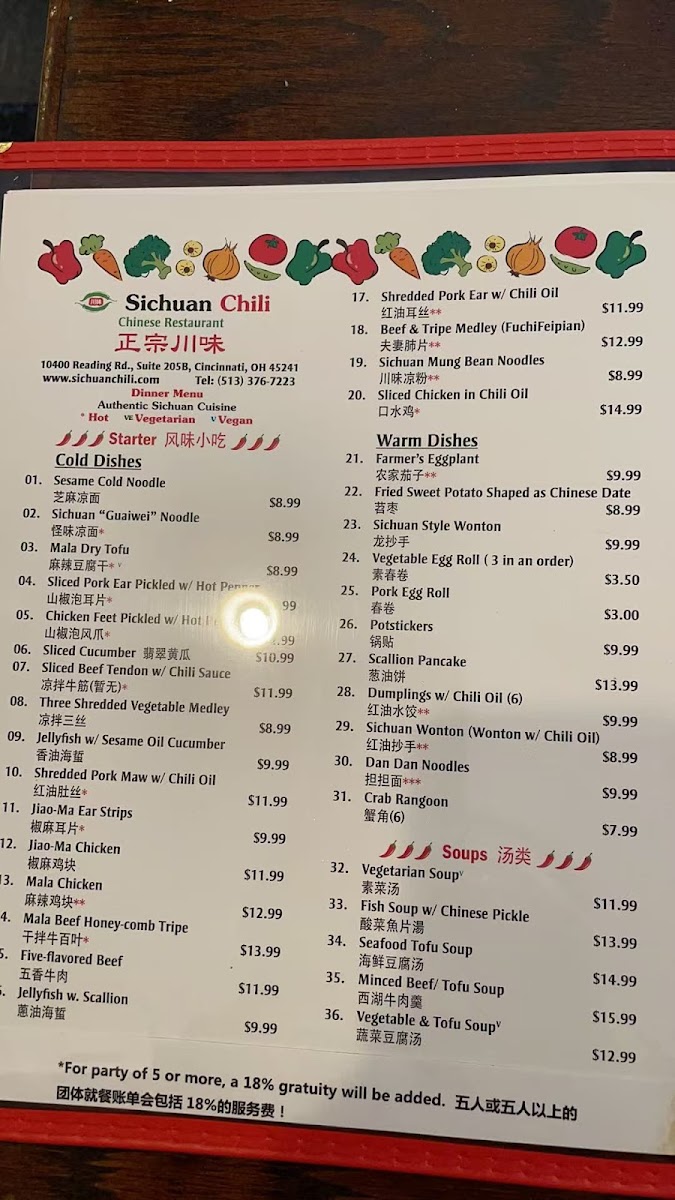 川味 Sichuan Chili
Chinese Restaurant
正宗川味
10400 Reading Rd., Suite 205B, Cincinnati, OH 45241
www.sichuanchili.com Tel: (513) 376-7223
Dinner Menu
Authentic Sichuan Cuisine
* Hot VE Vegetarian V Vegan
Starter 风味小吃
Cold Dishes
01. Sesame Cold Noodle
芝麻凉面 $8.99
02. Sichuan “Guaiwei” Noodle
怪味凉面* $8.99
03. Mala Dry Tofu
麻辣豆腐干* v $8.99
04. Sliced Pork Ear Pickled w/ Hot Pepper
山椒泡耳片* 99
05. Chicken Feet Pickled w/ Hot
山椒泡风爪* .99
06. Sliced Cucumber 翡翠黄瓜 $10.99
07. Sliced Beef Tendon w/ Chili Sauce
凉拌牛筋(暂无)* $11.99
08. Three Shredded Vegetable Medley
凉拌三丝 $8.99
09. Jellyfish w/ Sesame Oil Cucumber
香油海蜇 $9.99
10. Shredded Pork Maw w/ Chili Oil
红油肚丝* $11.99
11. Jiao-Ma Ear Strips
椒麻耳片* $9.99
12. Jiao-Ma Chicken
椒麻鸡块 $11.99
3. Mala Chicken
麻辣鸡块** $12.99
4. Mala Beef Honey-comb Tripe
干拌牛百叶* $13.99
5. Five-flavored Beef
五香牛肉 $11.99
Jellyfish w. Scallion
蔥油海蜇 $9.99
17. Shredded Pork Ear w/ Chili Oil
红油耳丝** $11.99
18. Beef & Tripe Medley (FuchiFeipian)
夫妻肺片** $12.99
19. Sichuan Mung Bean Noodles
川味凉粉** $8.99
20. Sliced Chicken in Chili Oil
口水鸡* $14.99
Warm Dishes
21. Farmer's Eggplant
农家茄子** $9.99
22. Fried Sweet Potato Shaped as Chinese Date
苕枣 $8.99
23. Sichuan Style Wonton
龙抄手 $9.99
24. Vegetable Egg Roll ( 3 in an order)
素春卷 $3.50
25. Pork Egg Roll
春卷 $3.00
26. Potstickers
锅贴 $9.99
27. Scallion Pancake
葱油饼 $13.99
28. Dumplings w/ Chili Oil (6)
红油水饺** $9.99
29. Sichuan Wonton (Wonton w/ Chili Oil)
红油抄手** $8.99
30. Dan Dan Noodles
担担面*** $9.99
31. Crab Rangoon
蟹角(6) $7.99
Soups 汤类
32. Vegetarian Soupv
素菜汤 $11.99
33. Fish Soup w/ Chinese Pickle
酸菜魚片湯 $13.99
34. Seafood Tofu Soup
海鲜豆腐汤 $14.99
35. Minced Beef/ Tofu Soup
西湖牛肉羹 $15.99
36. Vegetable & Tofu Soupv
蔬菜豆腐汤 $12.99
*For party of 5 or more, a 18% gratuity will be added. 五人或五人以上的
团体就餐账单会包括 18%的服务费！